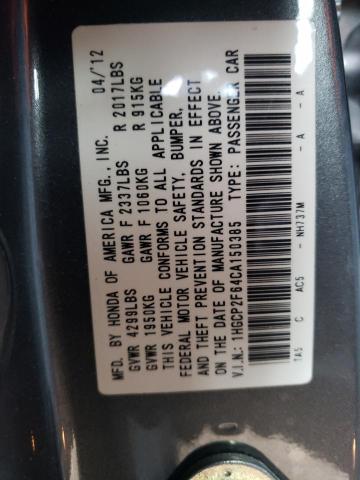 MFD. BY HONDA OF AMERICA MFG., INC. 04/12
GVWR 4299LBS GAWR F 2337LBS R 2017LBS
GVWR 1950KG GAWR F 1060KG R 915KG
THIS VEHICLE CONFORMS TO ALL APPLICABLE
FEDERAL MOTOR VEHICLE SAFETY, BUMPER,
AND THEFT PREVENTION STANDARDS IN EFFECT
ON THE DATE OF MANUFACTURE SHOWN ABOVE.
V.I.N.: 1HGCP2F64CA150385 TYPE: PASSENGER CAR
TA5 C AC5 NH737M A - A